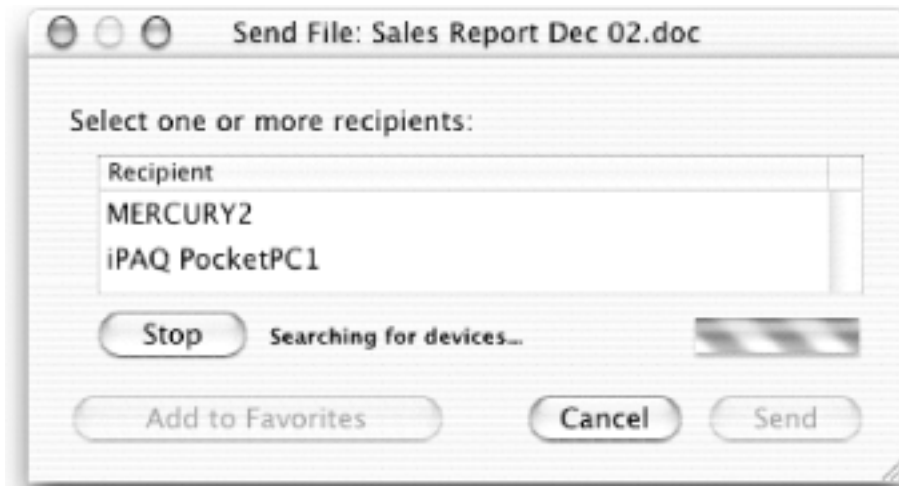 Send File: Sales Report Dec 02.doc
Select one or more recipients:
Recipient
MERCURY2
iPAQ PocketPC1
Stop Searching for devices...
Add to Favorites Cancel Send